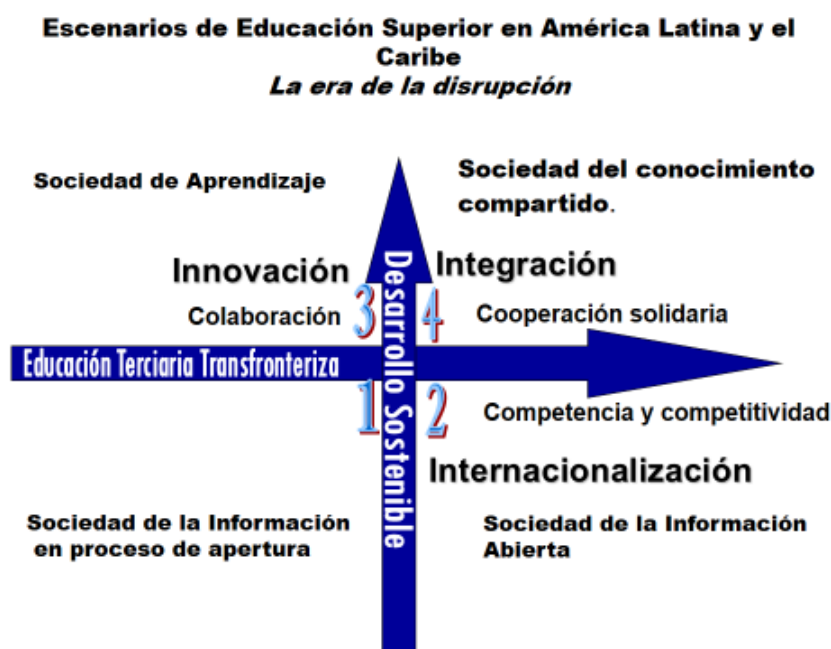 Escenarios de Educación Superior en América Latina y el
Caribe
La era de la disrupción
Sociedad de Aprendizaje
Sociedad del conocimiento
compartido.
Innovación
Integración
Colaboración
3
4
Cooperación solidaria
Educación Terciaria Transfronteriza
Desarrollo Sostenible
1
2
Competencia y competitividad
Internacionalización
Sociedad de la Información
en proceso de apertura
Sociedad de la Información
Abierta